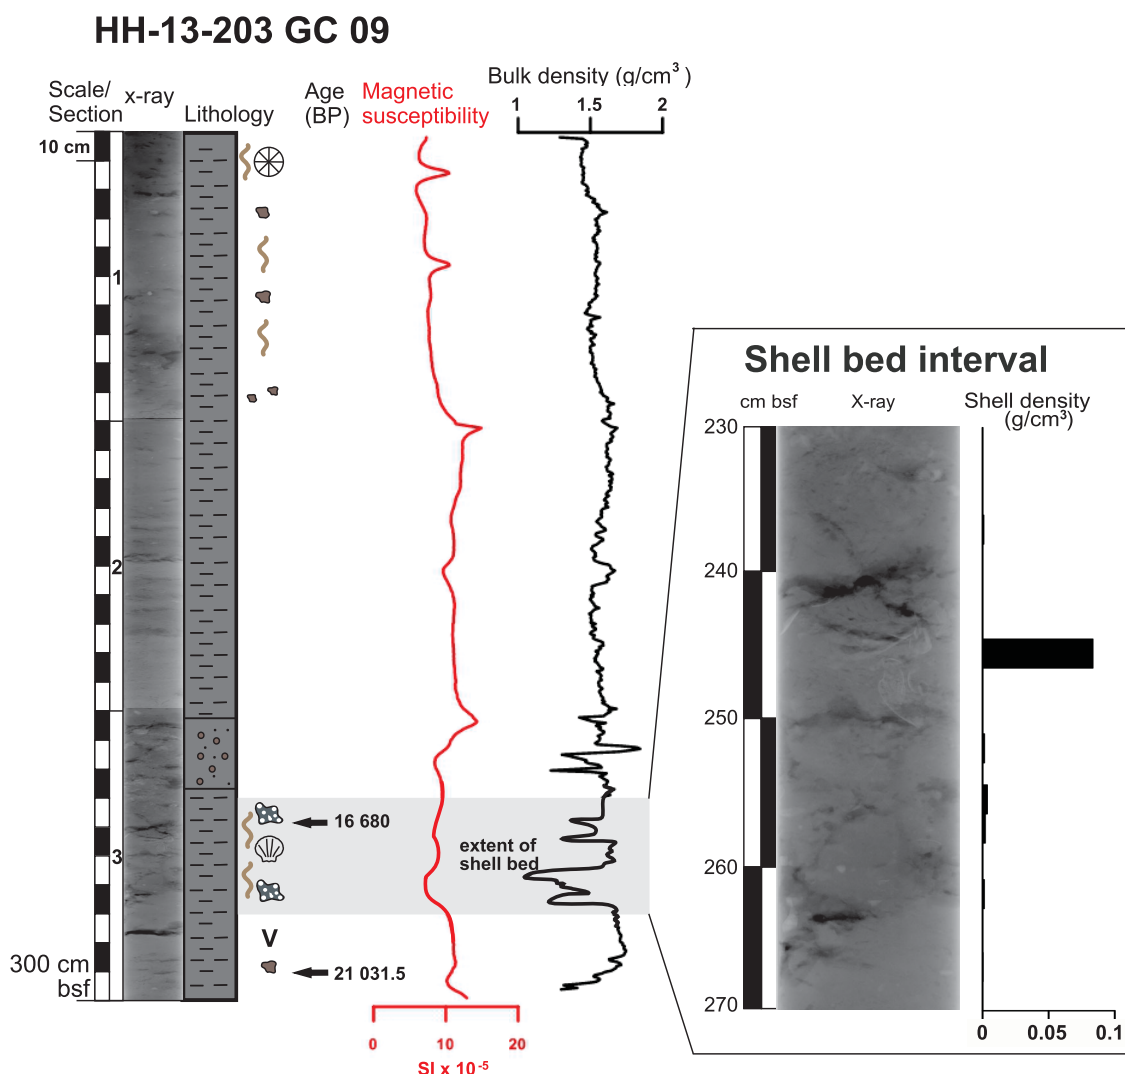 HH-13-203 GC 09
Scale/
Section
x-ray
Lithology
Age
(BP)
Magnetic
susceptibility
Bulk density (g/cm³ )
1 1.5 2
10 cm
1
2
3
300 cm
bsf
16 680
extent of
shell bed
V
21 031.5
0 10 20
SI x 10⁻⁵
Shell bed interval
cm bsf
X-ray
Shell density
(g/cm³)
230
240
250
260
270
0 0.05 0.1